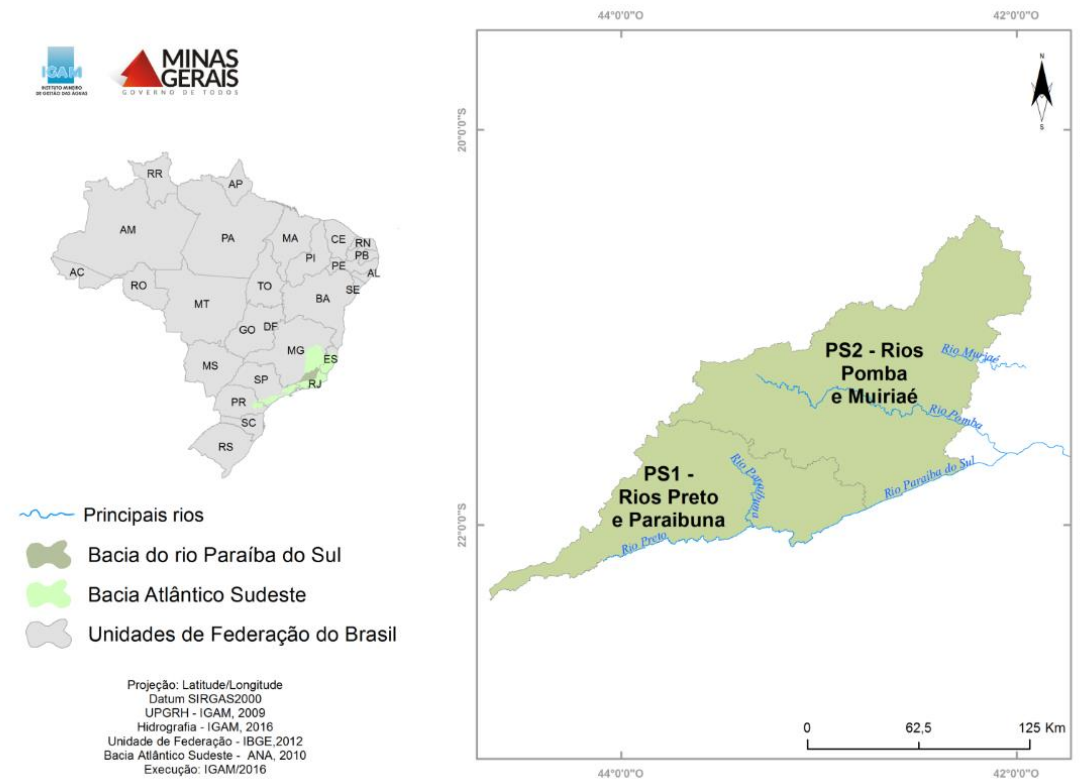 IGAM
INSTITUTO MINEIRO
DE GESTÃO DAS ÁGUAS
MINAS
GERAIS
GOVERNO DE TODOS
RR
AP
AM
PA
MA
CE
RN
PB
PI
PE
AL
AC
RO
TO
SE
MT
BA
GO
DF
MG
ES
MS
SP
RJ
PR
SC
RS
Principais rios
Bacia do rio Paraíba do Sul
Bacia Atlântico Sudeste
Unidades de Federação do Brasil
Projeção: Latitude/Longitude
Datum SIRGAS2000
UPGRH - IGAM, 2009
Hidrografia - IGAM, 2016
Unidade de Federação - IBGE,2012
Bacia Atlântico Sudeste - ANA, 2010
Execução: IGAM/2016
44°0'0"O
42°0'0"O
N
S
20°0'0"S
22°0'0"S
PS2 - Rios
Pomba
e Muiriaé
Rio Muriaé
Rio Pomba
Rio Paraíba do Sul
PS1 -
Rios Preto
e Paraibuna
Rio Paraibuna
Rio Preto
0
62,5
125 Km
44°0'0"O
42°0'0"O